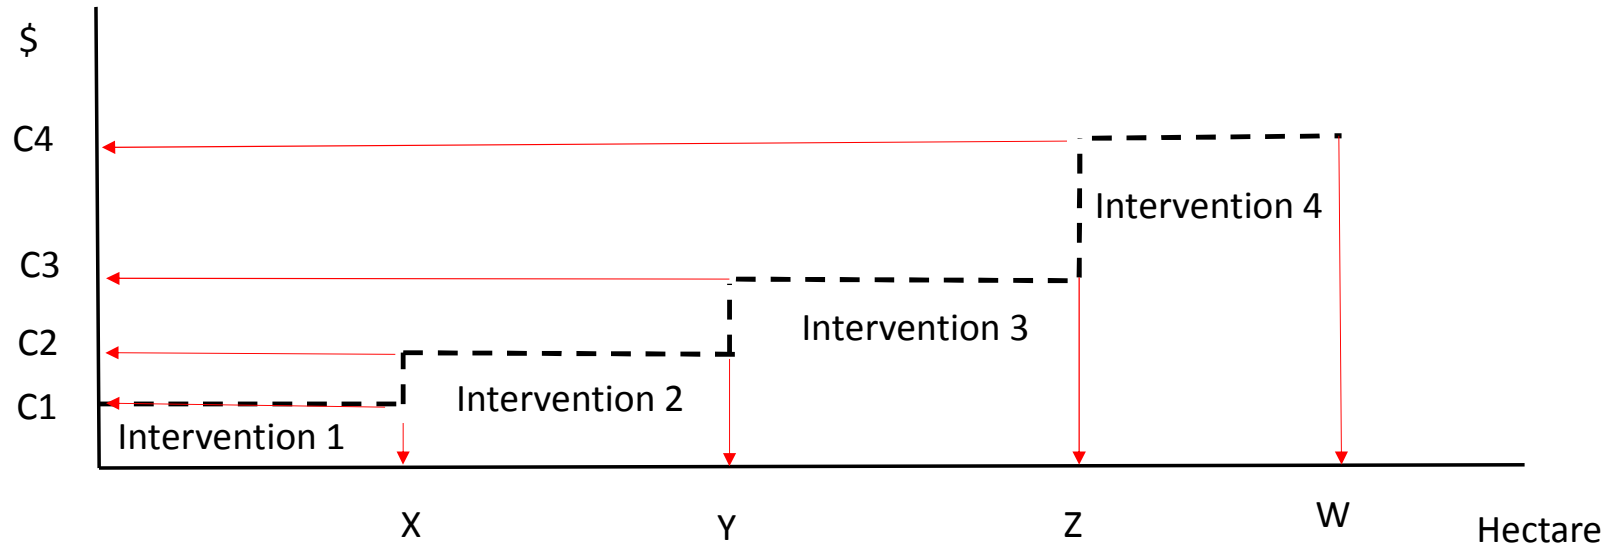 $
C4
Intervention 4
C3
Intervention 3
C2
Intervention 2
C1
Intervention 1
X
Y
Z
W
Hectare